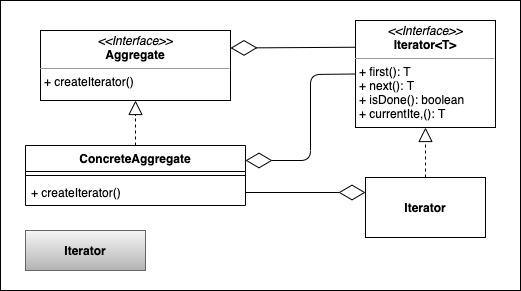 <<Interface>>
Aggregate
+ createIterator()
<<Interface>>
Iterator<T>
+ first(): T
+ next(): T
+ isDone(): boolean
+ currentIte,(): T
ConcreteAggregate
+ createIterator()
Iterator
Iterator